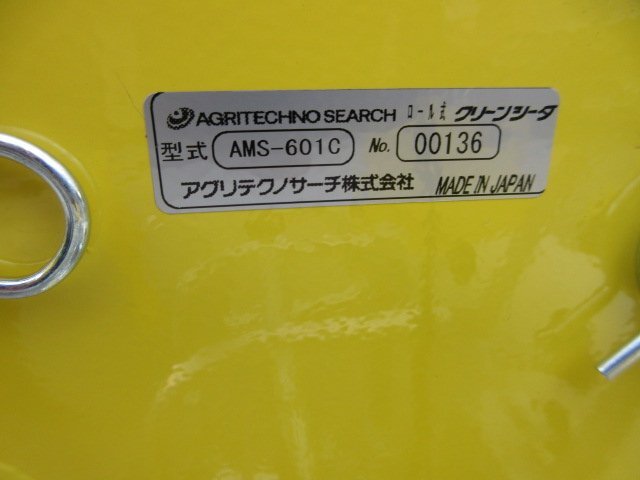 AGRITECHNO SEARCH ロール式 クリーンシータ
型式 AMS-601C No. 00136
アグリテクノサーチ株式会社 MADE IN JAPAN